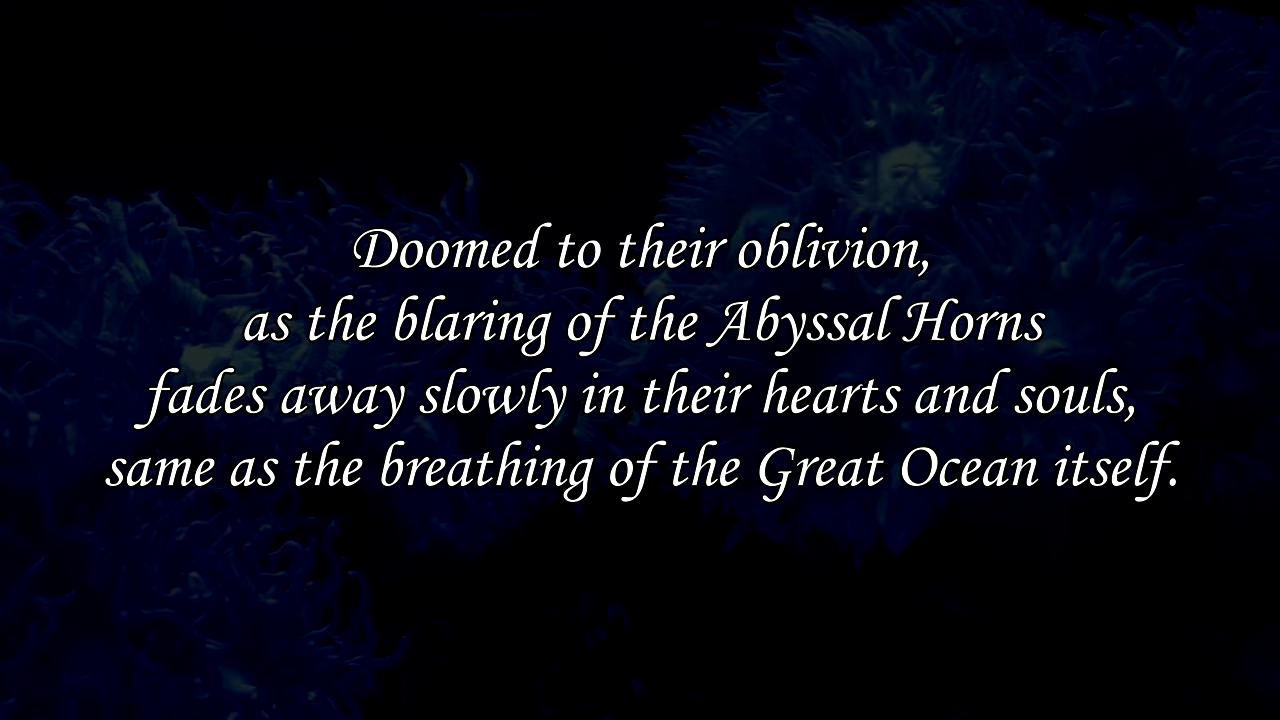 Doomed to their oblivion,
as the blaring of the Abyssal Horns
fades away slowly in their hearts and souls,
same as the breathing of the Great Ocean itself.